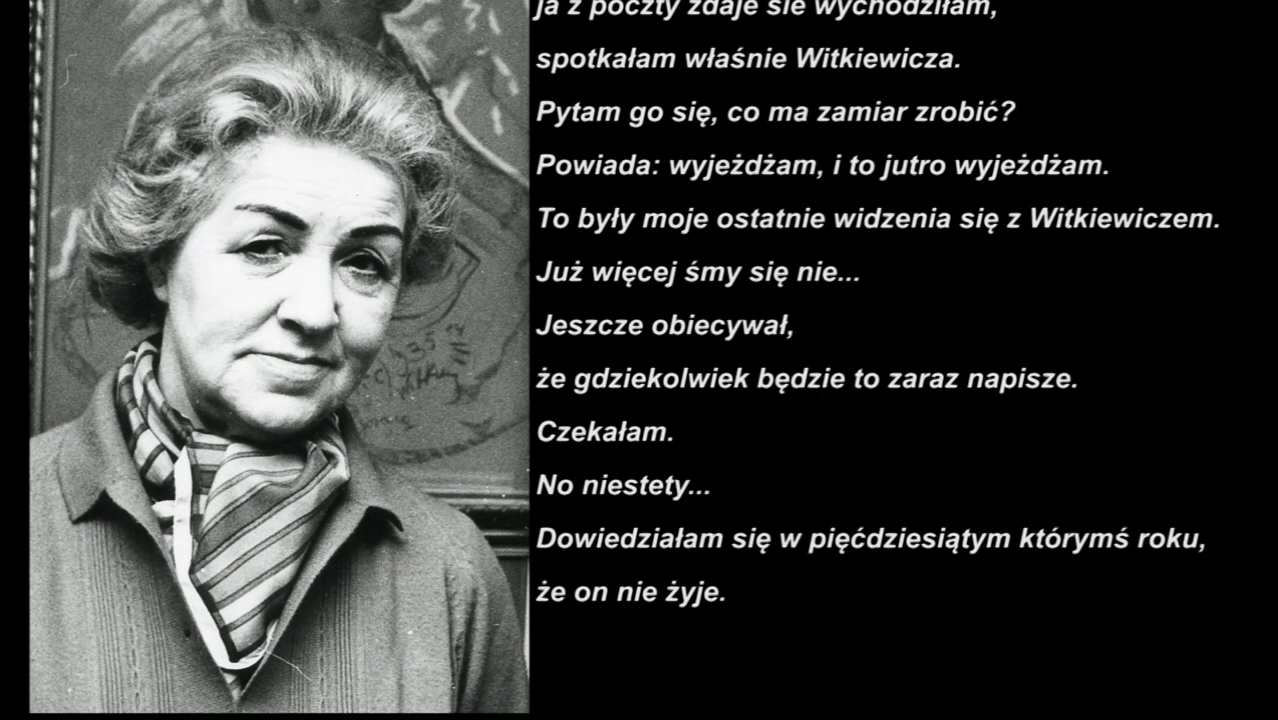 ja z poczty zdaje sie wychodziłam,
spotkałam właśnie Witkiewicza.
Pytam go się, co ma zamiar zrobić?
Powiada: wyjeżdżam, i to jutro wyjeżdżam.
To były moje ostatnie widzenia się z Witkiewiczem.
Już więcej śmy się nie...
Jeszcze obiecywał,
że gdziekolwiek będzie to zaraz napisze.
Czekałam.
No niestety...
Dowiedziałam się w pięćdziesiątym którymś roku,
że on nie żyje.